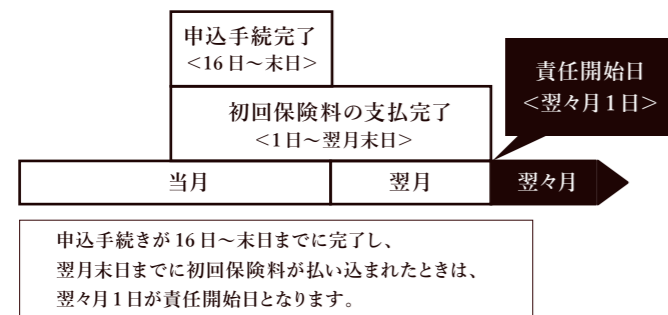 申込手続完了
<16日〜末日>
責任開始日
<翌々月1日>
初回保険料の支払完了
<1日〜翌月末日>
当月
翌月
翌々月
申込手続きが16日〜末日までに完了し、
翌月末日までに初回保険料が払い込まれたときは、
翌々月1日が責任開始日となります。